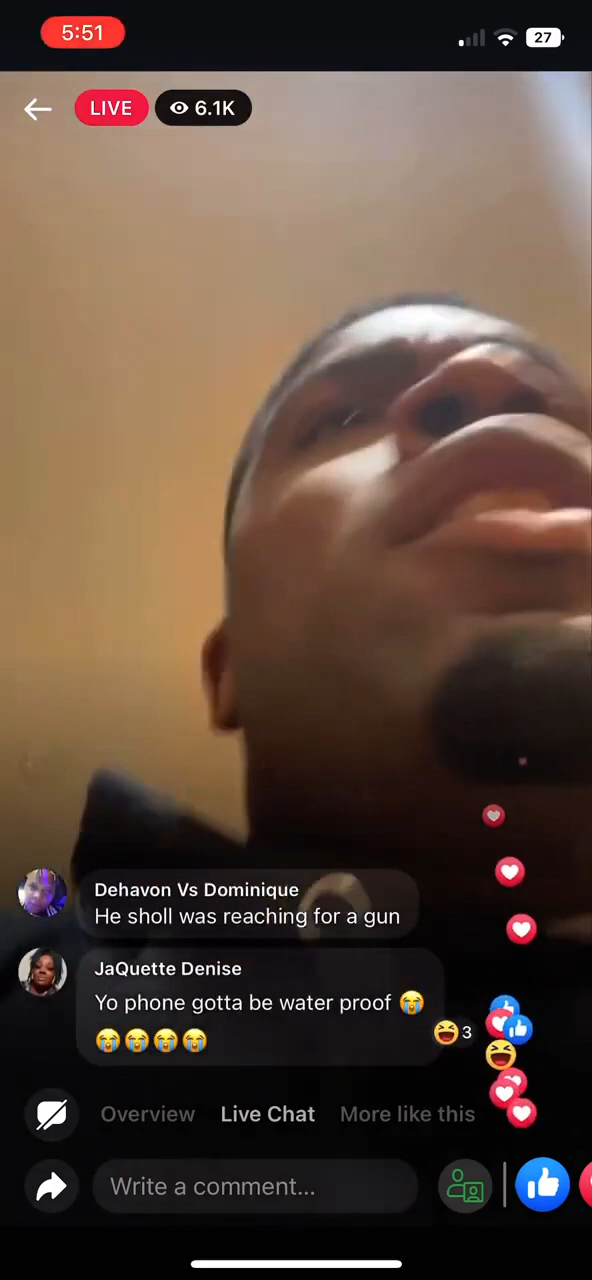 5:51
27
LIVE
6.1K
Dehavon Vs Dominique
He sholl was reaching for a gun
JaQuette Denise
Yo phone gotta be water proof 😭
😭😭😭😭
3
Overview Live Chat More like this
Write a comment...